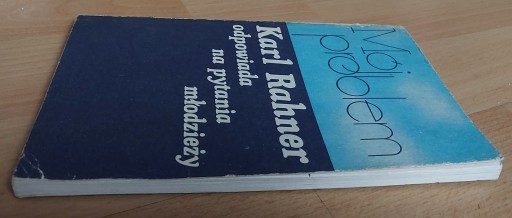 Mój
problem
Karl Rahner
odpowiada
na pytania
młodzieży